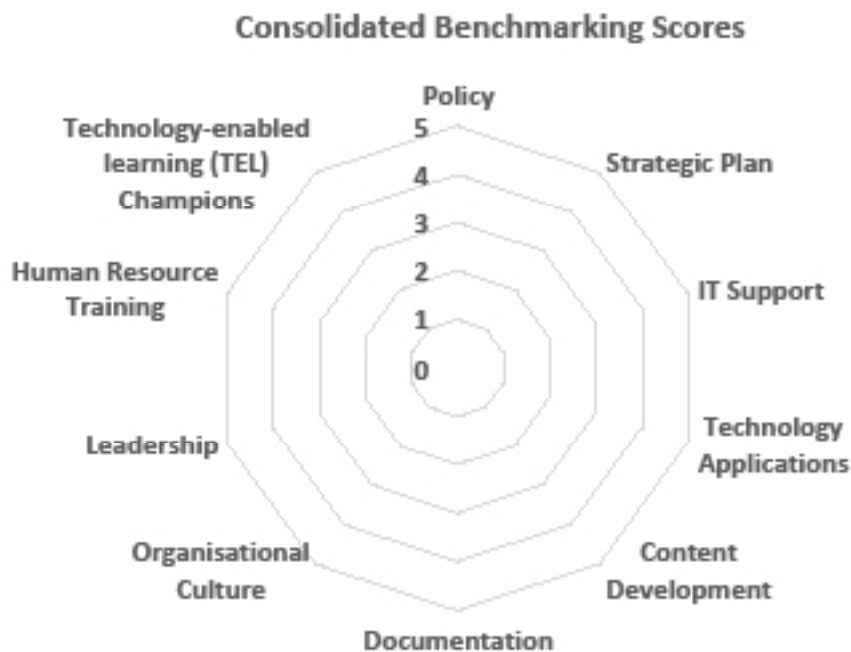 Consolidated Benchmarking Scores
Policy
5
4
3
2
1
0
Strategic Plan
IT Support
Technology
Applications
Content
Development
Documentation
Organisational
Culture
Leadership
Human Resource
Training
Technology-enabled
learning (TEL)
Champions